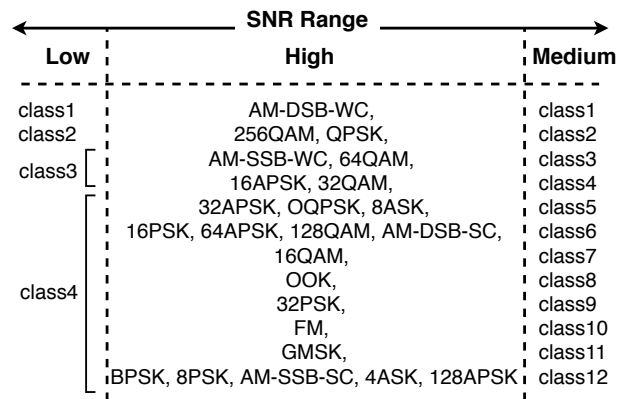 SNR Range
Low High Medium
class1 AM-DSB-WC, class1
class2 256QAM, QPSK, class2
AM-SSB-WC, 64QAM, class3
class3
16APSK, 32QAM, class4
32APSK, OQPSK, 8ASK, class5
16PSK, 64APSK, 128QAM, AM-DSB-SC, class6
16QAM, class7
OOK, class8
class4
32PSK, class9
FM, class10
GMSK, class11
BPSK, 8PSK, AM-SSB-SC, 4ASK, 128APSK class12